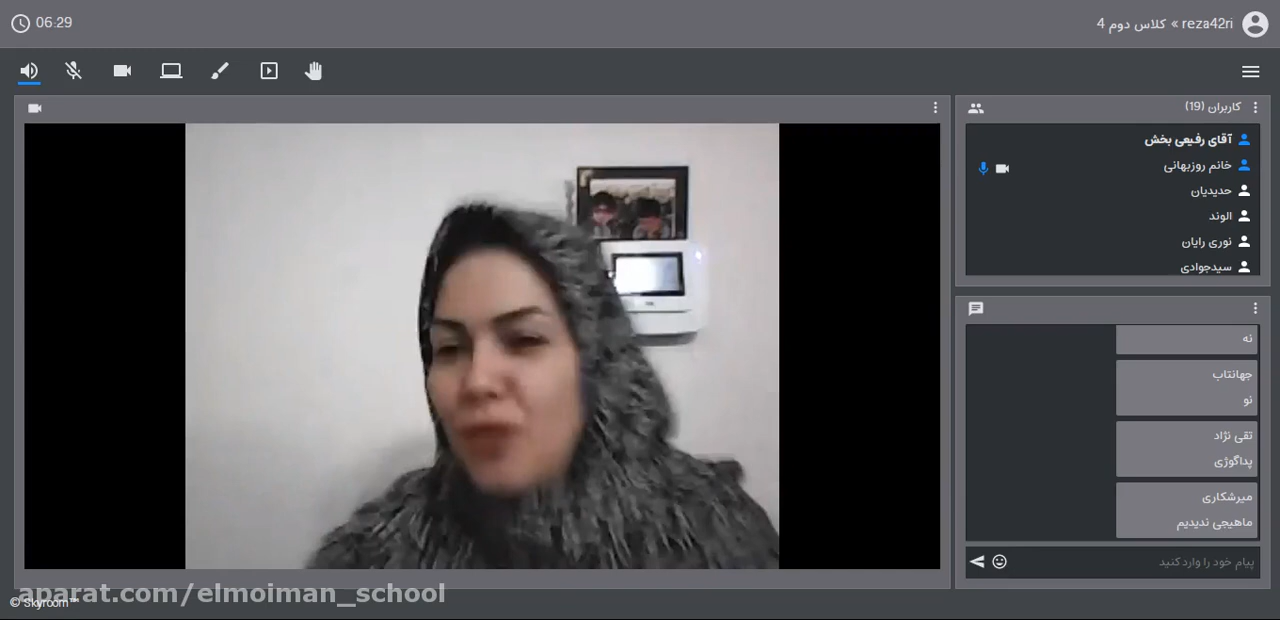 06:29
reza42ri » کلاس دوم 4
کاربران (19)
آقای رفیعی بخش
خانم روزبهانی
حدیدیان
الوند
نوری رایان
سیدجوادی
نه
جهانتاب
نو
تقی نژاد
پداگوژی
میرشکاری
ماهیجی ندیدیم
پیام خود را وارد کنید
aparat.com/elmoiman_school
© Skyroom™